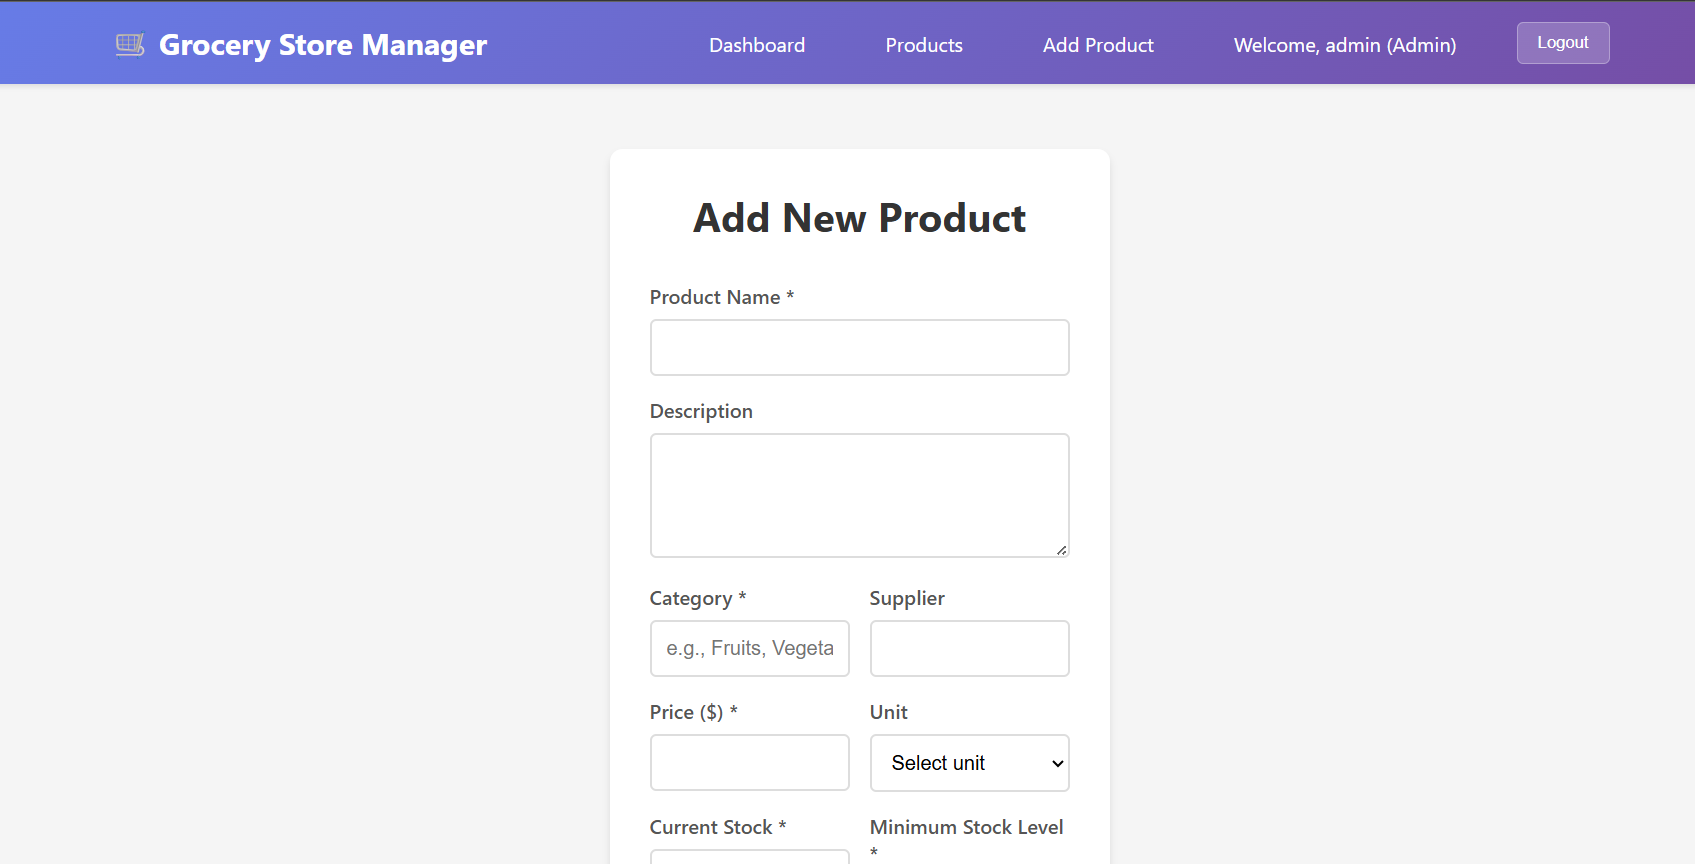 Grocery Store Manager
Dashboard
Products
Add Product
Welcome, admin (Admin)
Logout
Add New Product
Product Name *
Description
Category *
Supplier
e.g., Fruits, Vegeta
Price ($) *
Unit
Select unit
Current Stock *
Minimum Stock Level
*